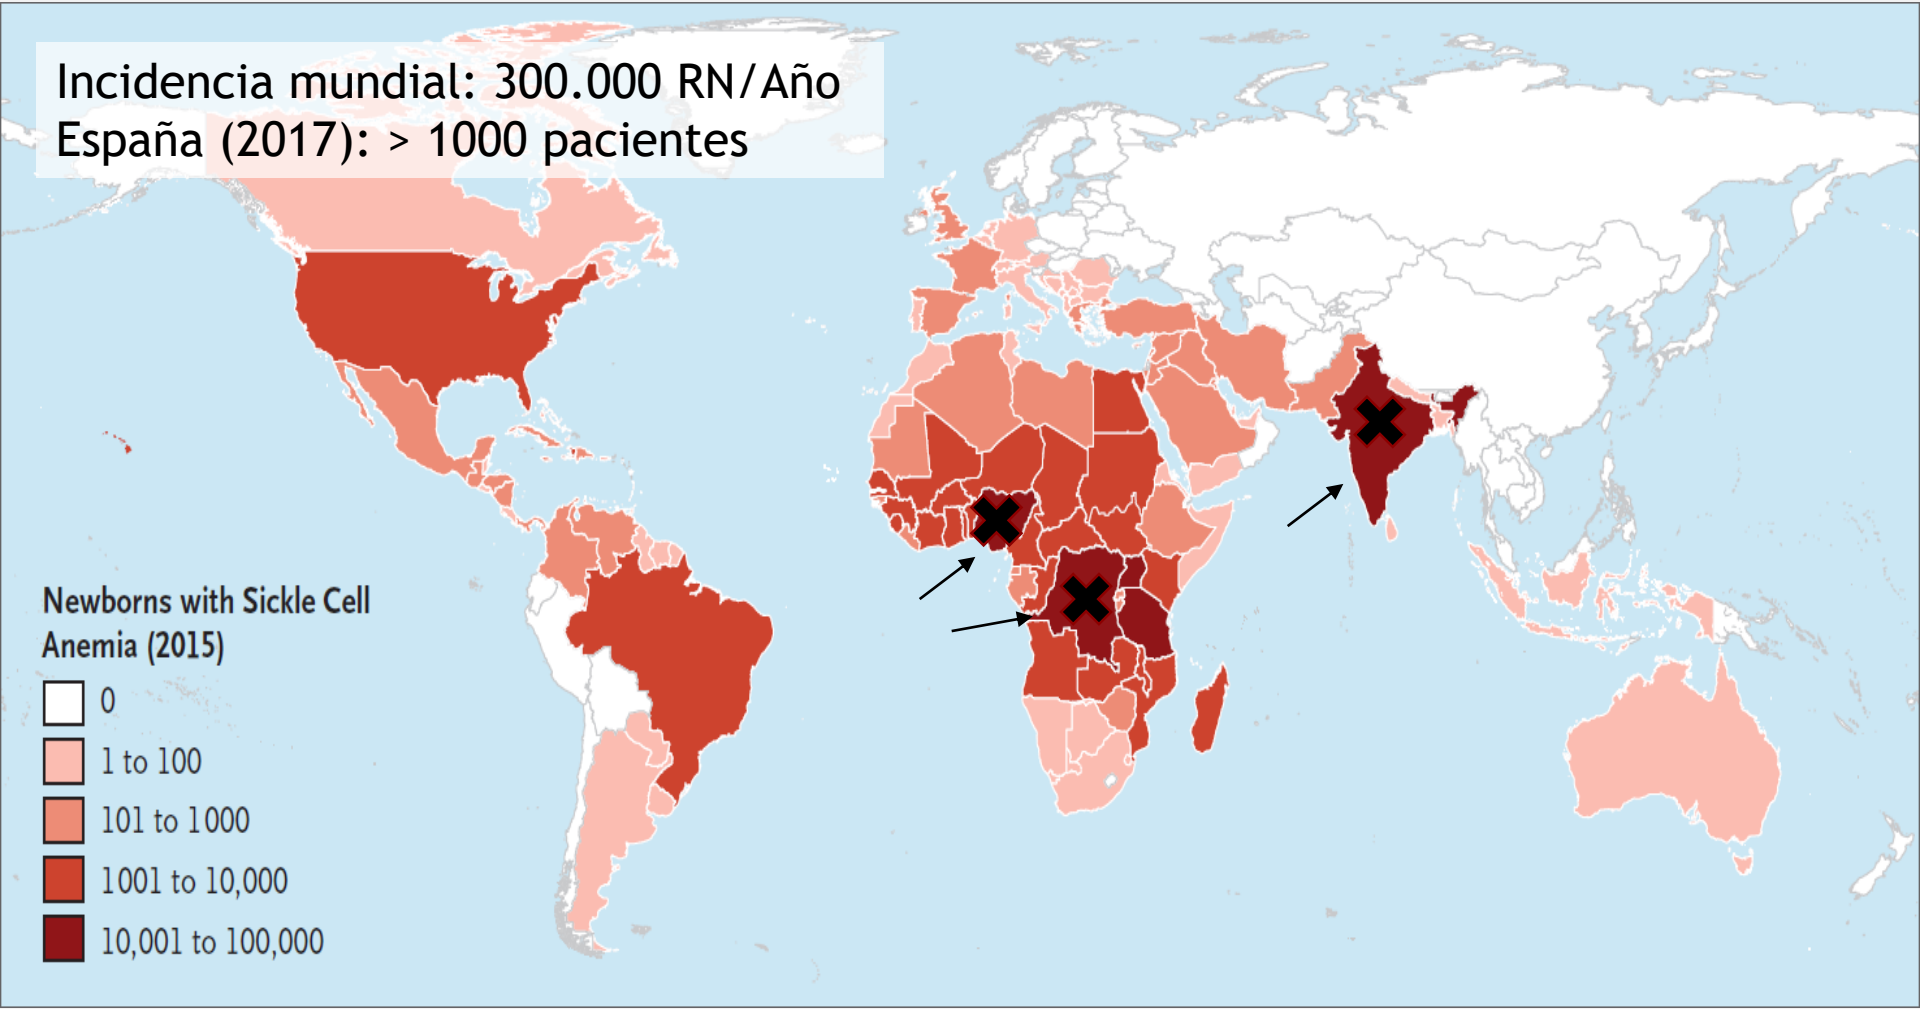 Incidencia mundial: 300.000 RN/Año
España (2017): > 1000 pacientes
Newborns with Sickle Cell
Anemia (2015)
0
1 to 100
101 to 1000
1001 to 10,000
10,001 to 100,000